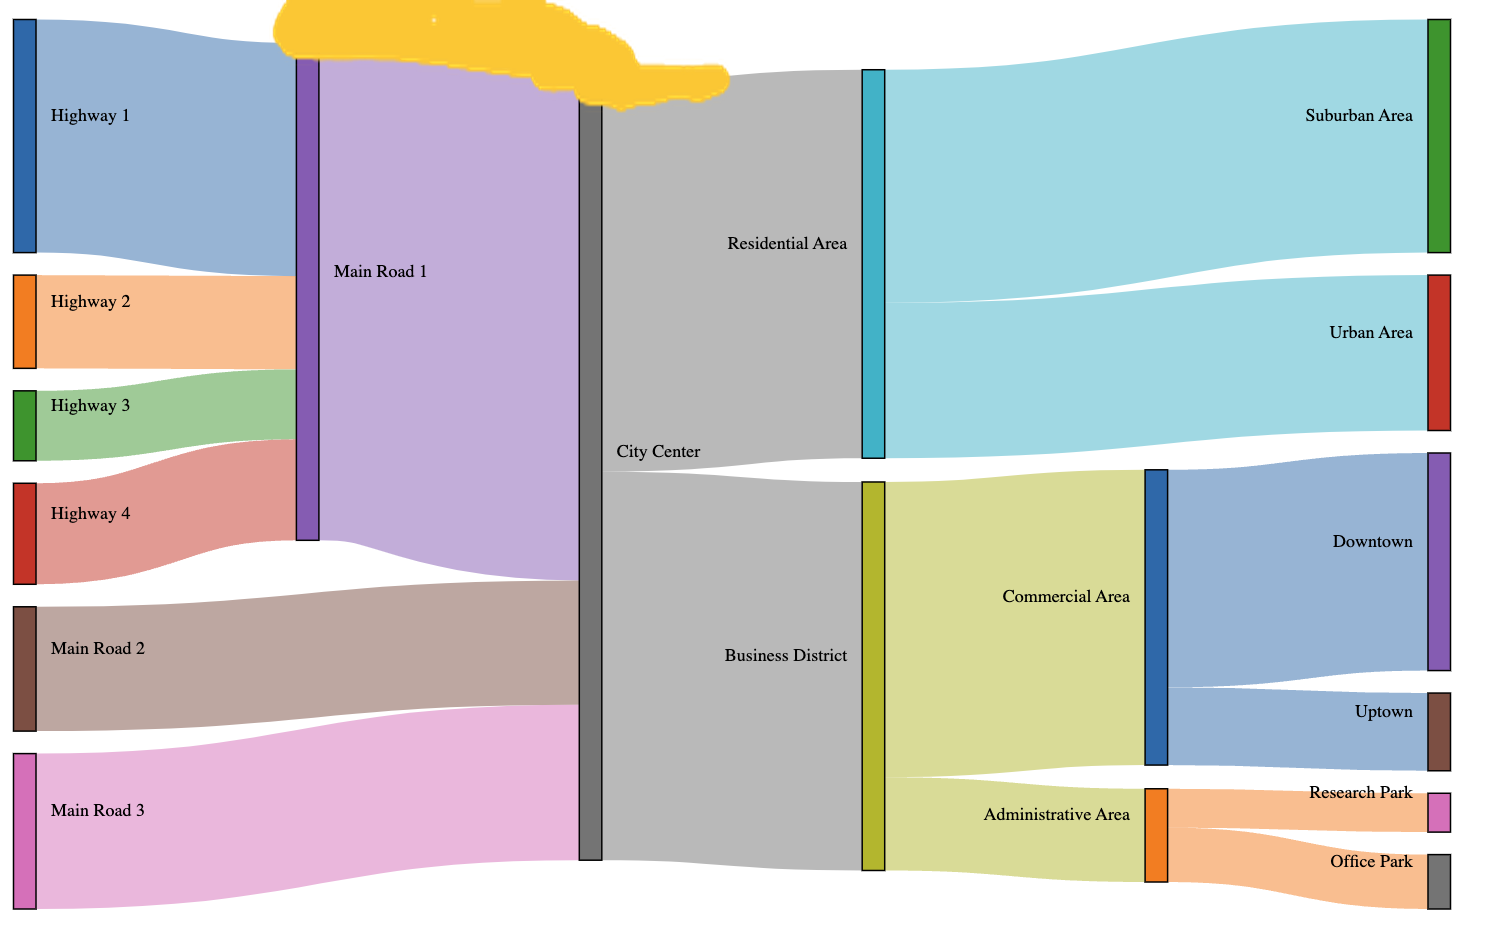 Highway 1
Suburban Area
Residential Area
Main Road 1
Highway 2
Urban Area
Highway 3
City Center
Highway 4
Downtown
Commercial Area
Main Road 2
Business District
Uptown
Research Park
Main Road 3
Administrative Area
Office Park